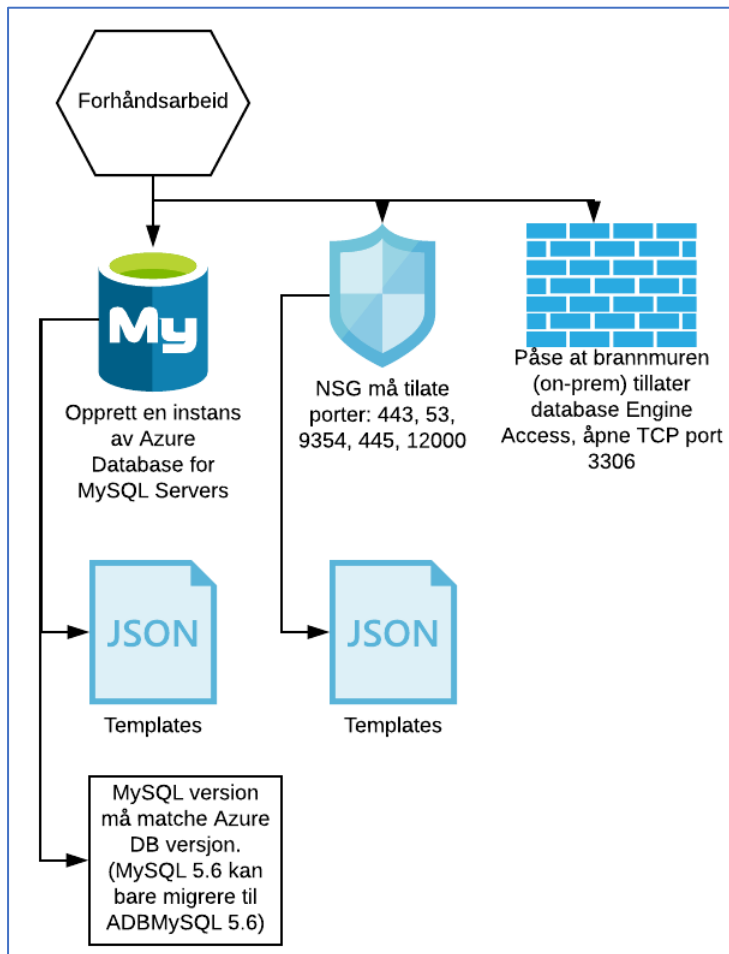 Forhåndsarbeid
My
Opprett en instans
av Azure
Database for
MySQL Servers
NSG må tilate
porter: 443, 53,
9354, 445, 12000
Påse at brannmuren
(on-prem) tillater
database Engine
Access, åpne TCP port
3306
JSON
Templates
JSON
Templates
MySQL version
må matche Azure
DB versjon.
(MySQL 5.6 kan
bare migrere til
ADBMySQL 5.6)